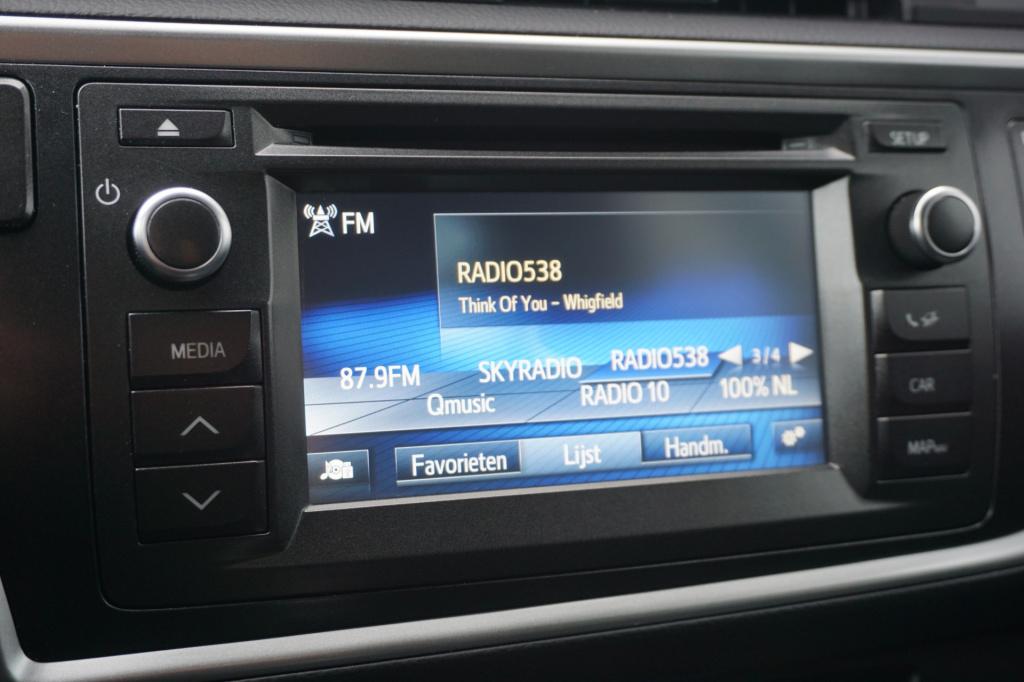 SETUP
FM
RADIO538
Think Of You – Whigfield
MEDIA
87.9FM SKYRADIO RADIO538 3/4
Qmusic RADIO 10 100% NL
CAR
MAP
Favorieten Lijst Handm.